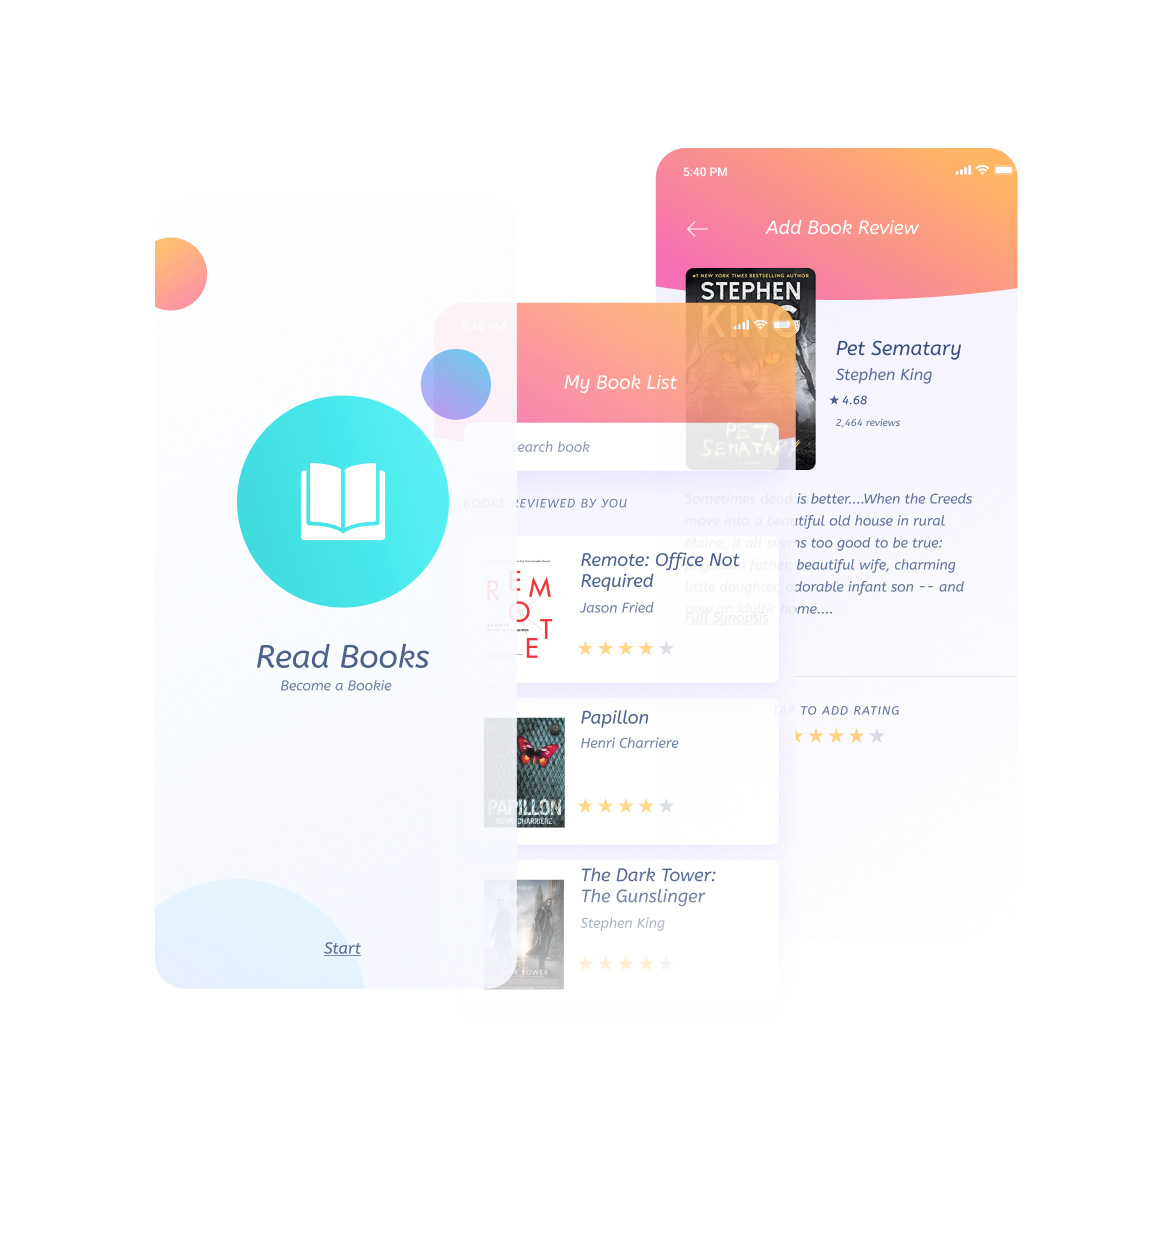 Read Books
Become a Bookie
Start
5:40 PM
My Book List
Search book
BOOKS REVIEWED BY YOU
R E M
O T
E
Remote: Office Not
Required
Jason Fried
PAPILLON
HENRI CHARRIERE
Papillon
Henri Charriere
TOWER
The Dark Tower:
The Gunslinger
Stephen King
5:40 PM
Add Book Review
#1 NEW YORK TIMES BESTSELLING AUTHOR
STEPHEN
KING
PET
SEMATARY
A NOVEL
Pet Sematary
Stephen King
4.68
2,464 reviews
Sometimes dead is better....When the Creeds
move into a beautiful old house in rural
Maine, it all seems too good to be true:
father, beautiful wife, charming
little daughter, adorable infant son -- and
now an idyllic home....
Full Synopsis
TAP TO ADD RATING